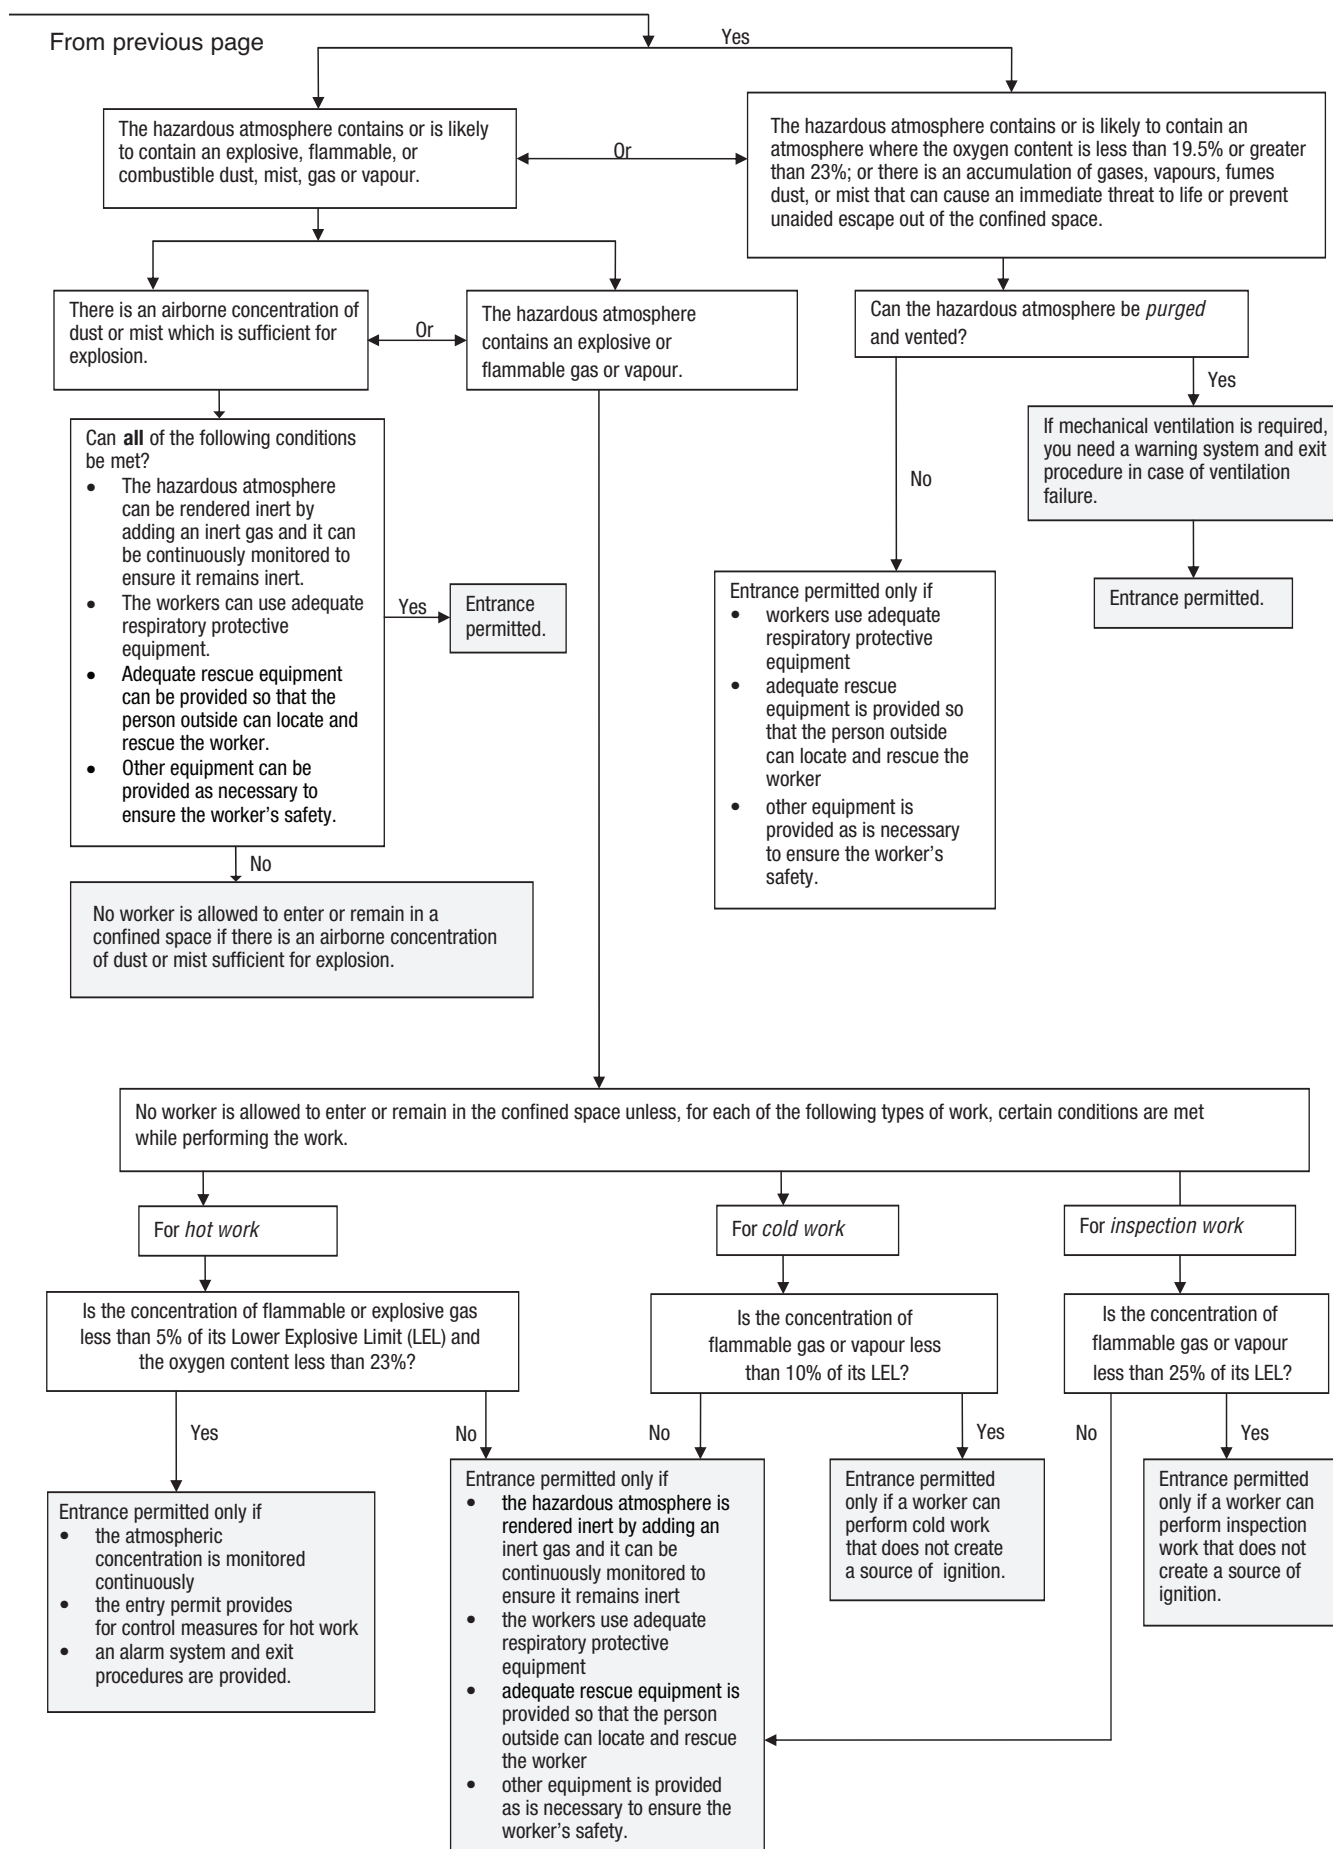 From previous page
Yes
The hazardous atmosphere contains or is likely
to contain an explosive, flammable, or
combustible dust, mist, gas or vapour.
Or
The hazardous atmosphere contains or is likely to contain an
atmosphere where the oxygen content is less than 19.5% or greater
than 23%; or there is an accumulation of gases, vapours, fumes
dust, or mist that can cause an immediate threat to life or prevent
unaided escape out of the confined space.
There is an airborne concentration of
dust or mist which is sufficient for
explosion.
Or
The hazardous atmosphere
contains an explosive or
flammable gas or vapour.
Can the hazardous atmosphere be purged
and vented?
Yes
If mechanical ventilation is required,
you need a warning system and exit
procedure in case of ventilation
failure.
No
Entrance permitted.
Can all of the following conditions
be met?
• The hazardous atmosphere
can be rendered inert by
adding an inert gas and it can
be continuously monitored to
ensure it remains inert.
• The workers can use adequate
respiratory protective
equipment.
• Adequate rescue equipment
can be provided so that the
person outside can locate and
rescue the worker.
• Other equipment can be
provided as necessary to
ensure the worker's safety.
Yes
Entrance
permitted.
Entrance permitted only if
• workers use adequate
respiratory protective
equipment
• adequate rescue
equipment is provided so
that the person outside
can locate and rescue the
worker
• other equipment is
provided as is necessary
to ensure the worker's
safety.
No
No worker is allowed to enter or remain in a
confined space if there is an airborne concentration
of dust or mist sufficient for explosion.
No worker is allowed to enter or remain in the confined space unless, for each of the following types of work, certain conditions are met
while performing the work.
For hot work
For cold work
For inspection work
Is the concentration of flammable or explosive gas
less than 5% of its Lower Explosive Limit (LEL) and
the oxygen content less than 23%?
Is the concentration of
flammable gas or vapour less
than 10% of its LEL?
Is the concentration of
flammable gas or vapour
less than 25% of its LEL?
Yes
No
No
Yes
No
Yes
Entrance permitted only if
• the atmospheric
concentration is monitored
continuously
• the entry permit provides
for control measures for hot work
• an alarm system and exit
procedures are provided.
Entrance permitted only if
• the hazardous atmosphere is
rendered inert by adding an
inert gas and it can be
continuously monitored to
ensure it remains inert
• the workers use adequate
respiratory protective
equipment
• adequate rescue equipment is
provided so that the person
outside can locate and rescue
the worker
• other equipment is provided
as is necessary to ensure the
worker's safety.
Entrance permitted
only if a worker can
perform cold work
that does not create
a source of ignition.
Entrance permitted
only if a worker can
perform inspection
work that does not
create a source of
ignition.